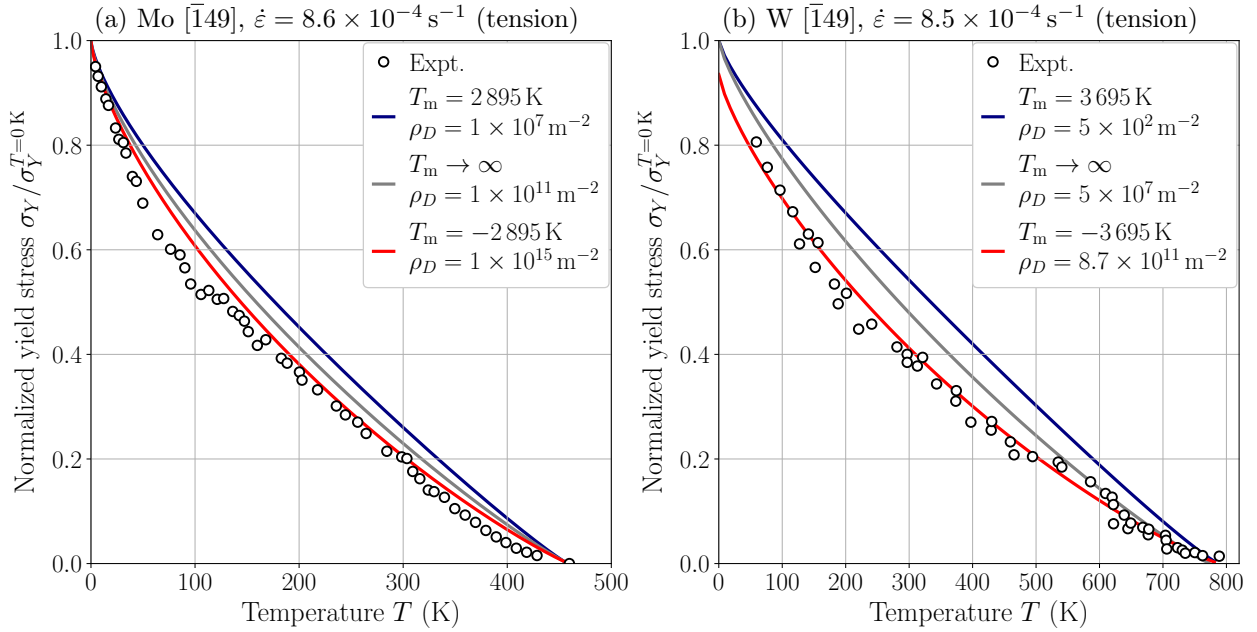 (a) Mo [1̅49], ε̇ = 8.6 × 10⁻⁴ s⁻¹ (tension)
Normalized yield stress σ_Y/σ_Y^{T=0K}
1.0
0.8
0.6
0.4
0.2
0.0
Expt.
T_m = 2 895 K
ρ_D = 1 × 10⁷ m⁻²
T_m → ∞
ρ_D = 1 × 10¹¹ m⁻²
T_m = −2 895 K
ρ_D = 1 × 10¹⁵ m⁻²
0 100 200 300 400 500
Temperature T (K)
(b) W [1̅49], ε̇ = 8.5 × 10⁻⁴ s⁻¹ (tension)
Normalized yield stress σ_Y/σ_Y^{T=0K}
1.0
0.8
0.6
0.4
0.2
0.0
Expt.
T_m = 3 695 K
ρ_D = 5 × 10² m⁻²
T_m → ∞
ρ_D = 5 × 10⁷ m⁻²
T_m = −3 695 K
ρ_D = 8.7 × 10¹¹ m⁻²
0 100 200 300 400 500 600 700 800
Temperature T (K)